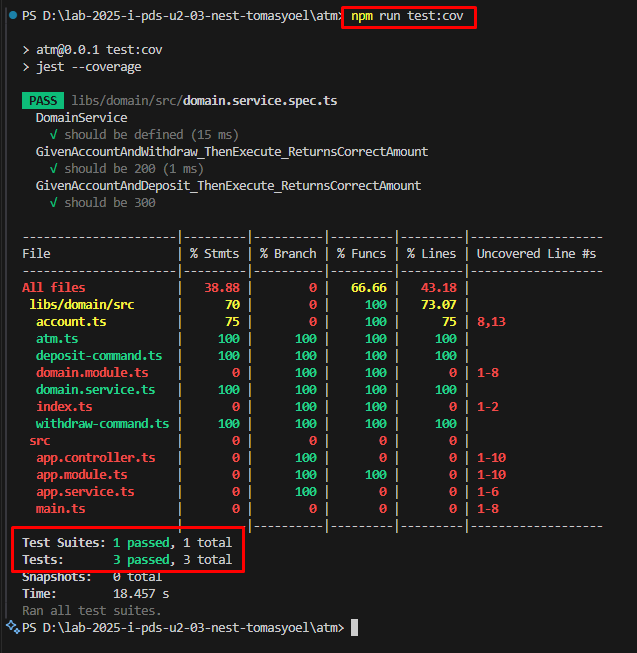 PS D:\lab-2025-i-pds-u2-03-nest-tomasyoel\atm> npm run test:cov
> atm@0.0.1 test:cov
> jest --coverage
PASS libs/domain/src/domain.service.spec.ts
DomainService
√ should be defined (15 ms)
GivenAccountAndWithdraw_ThenExecute_ReturnsCorrectAmount
√ should be 200 (1 ms)
GivenAccountAndDeposit_ThenExecute_ReturnsCorrectAmount
√ should be 300
---------------------|---------|----------|---------|---------|-------------------
File | % Stmts | % Branch | % Funcs | % Lines | Uncovered Line #s
---------------------|---------|----------|---------|---------|-------------------
All files | 38.88 | 0 | 66.66 | 43.18 |
libs/domain/src | 70 | 0 | 100 | 73.07 |
account.ts | 75 | 0 | 100 | 75 | 8,13
atm.ts | 100 | 100 | 100 | 100 |
deposit-command.ts | 100 | 100 | 100 | 100 |
domain.module.ts | 0 | 100 | 100 | 0 | 1-8
domain.service.ts | 100 | 100 | 100 | 100 |
index.ts | 0 | 100 | 100 | 0 | 1-2
withdraw-command.ts | 100 | 100 | 100 | 100 |
src | 0 | 0 | 0 | 0 |
app.controller.ts | 0 | 100 | 0 | 0 | 1-10
app.module.ts | 0 | 100 | 100 | 0 | 1-10
app.service.ts | 0 | 100 | 0 | 0 | 1-6
main.ts | 0 | 0 | 0 | 0 | 1-8
---------------------|---------|----------|---------|---------|-------------------
Test Suites: 1 passed, 1 total
Tests: 3 passed, 3 total
Snapshots: 0 total
Time: 18.457 s
Ran all test suites.
PS D:\lab-2025-i-pds-u2-03-nest-tomasyoel\atm>